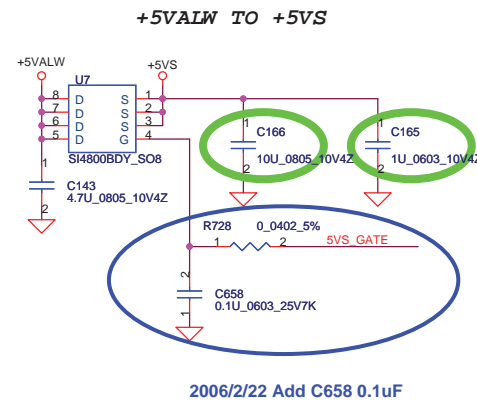 +5VALW TO +5VS
+5VALW
+5VS
U7
8 D S 1
7 D S 2
6 D S 3
5 D G 4
SI4800BDY_SO8
1
C143
4.7U_0805_10V4Z
2
1
C166
10U_0805_10V4Z
2
1
C165
1U_0603_10V4Z
2
R728 0_0402_5%
1 2 5VS_GATE
2
C658
0.1U_0603_25V7K
1
2006/2/22 Add C658 0.1uF